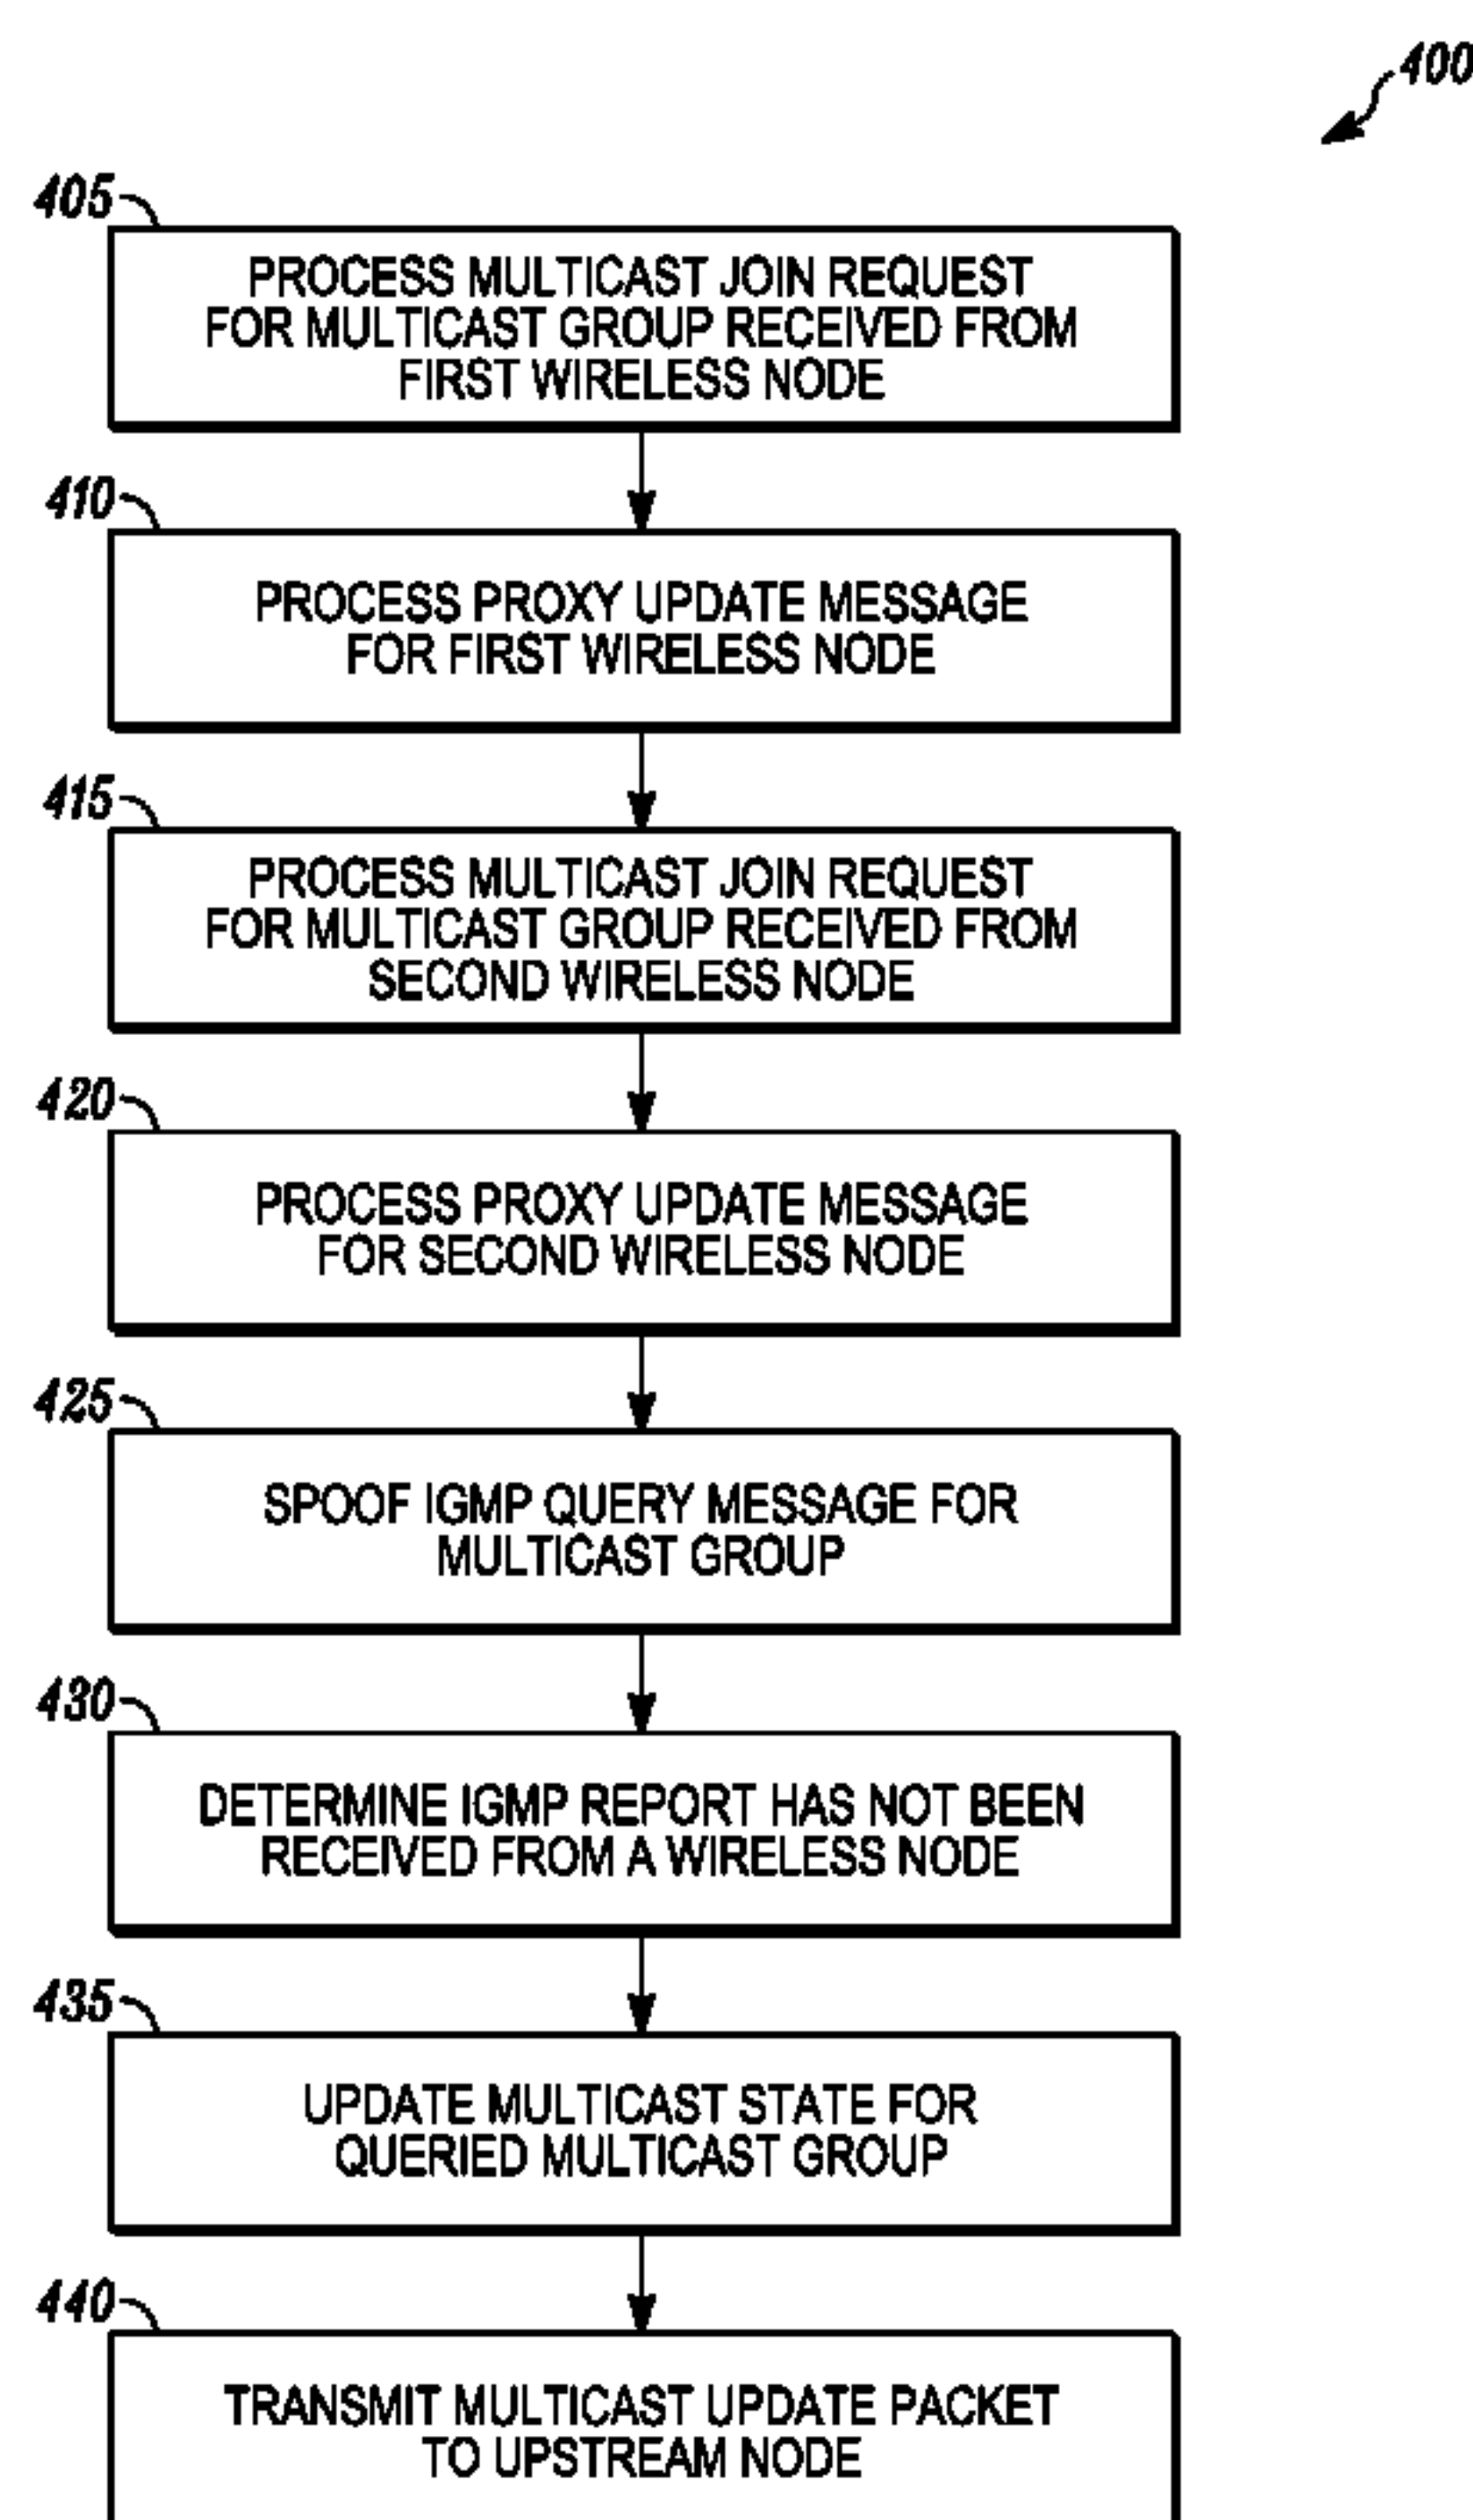 400
405
PROCESS MULTICAST JOIN REQUEST
FOR MULTICAST GROUP RECEIVED FROM
FIRST WIRELESS NODE
410
PROCESS PROXY UPDATE MESSAGE
FOR FIRST WIRELESS NODE
415
PROCESS MULTICAST JOIN REQUEST
FOR MULTICAST GROUP RECEIVED FROM
SECOND WIRELESS NODE
420
PROCESS PROXY UPDATE MESSAGE
FOR SECOND WIRELESS NODE
425
SPOOF IGMP QUERY MESSAGE FOR
MULTICAST GROUP
430
DETERMINE IGMP REPORT HAS NOT BEEN
RECEIVED FROM A WIRELESS NODE
435
UPDATE MULTICAST STATE FOR
QUERIED MULTICAST GROUP
440
TRANSMIT MULTICAST UPDATE PACKET
TO UPSTREAM NODE